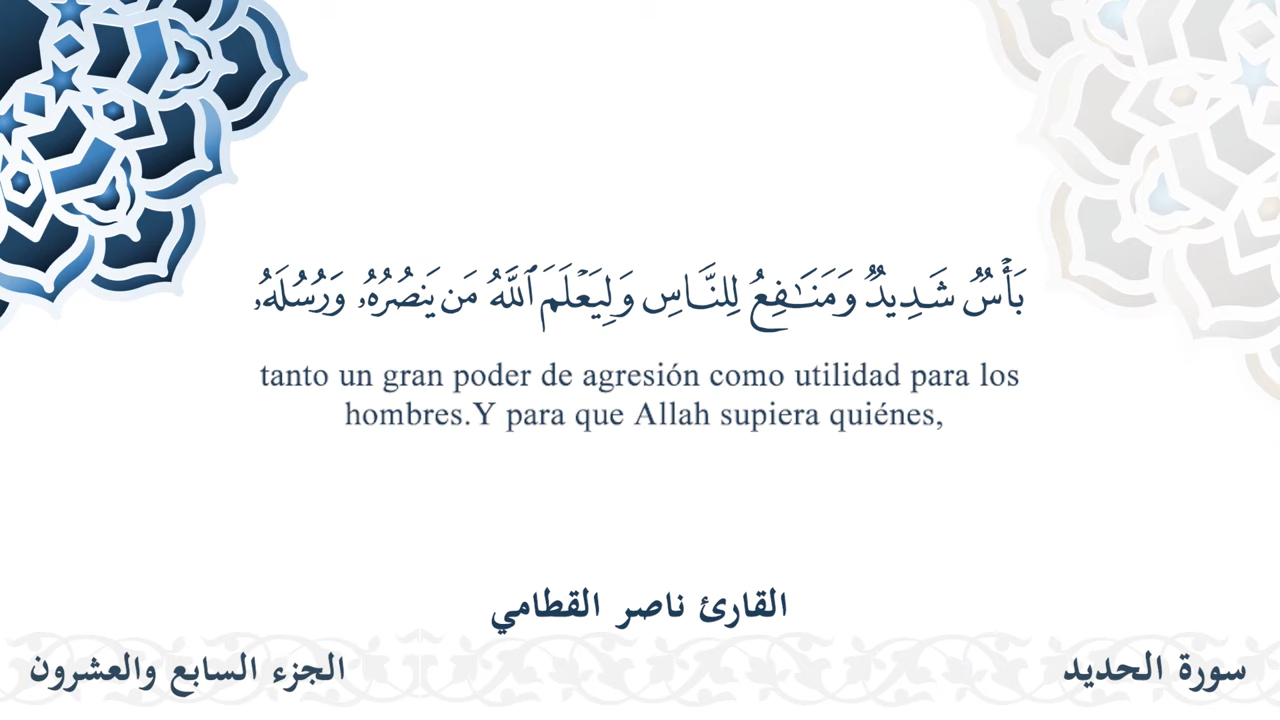 بَأْسٌ شَدِيدٌ وَمَنَٰفِعُ لِلنَّاسِ وَلِيَعْلَمَ ٱللَّهُ مَن يَنصُرُهُۥ وَرُسُلَهُۥ
tanto un gran poder de agresión como utilidad para los
hombres.Y para que Allah supiera quiénes,
القارئ ناصر القطامي
سورة الحديد
الجزء السابع والعشرون